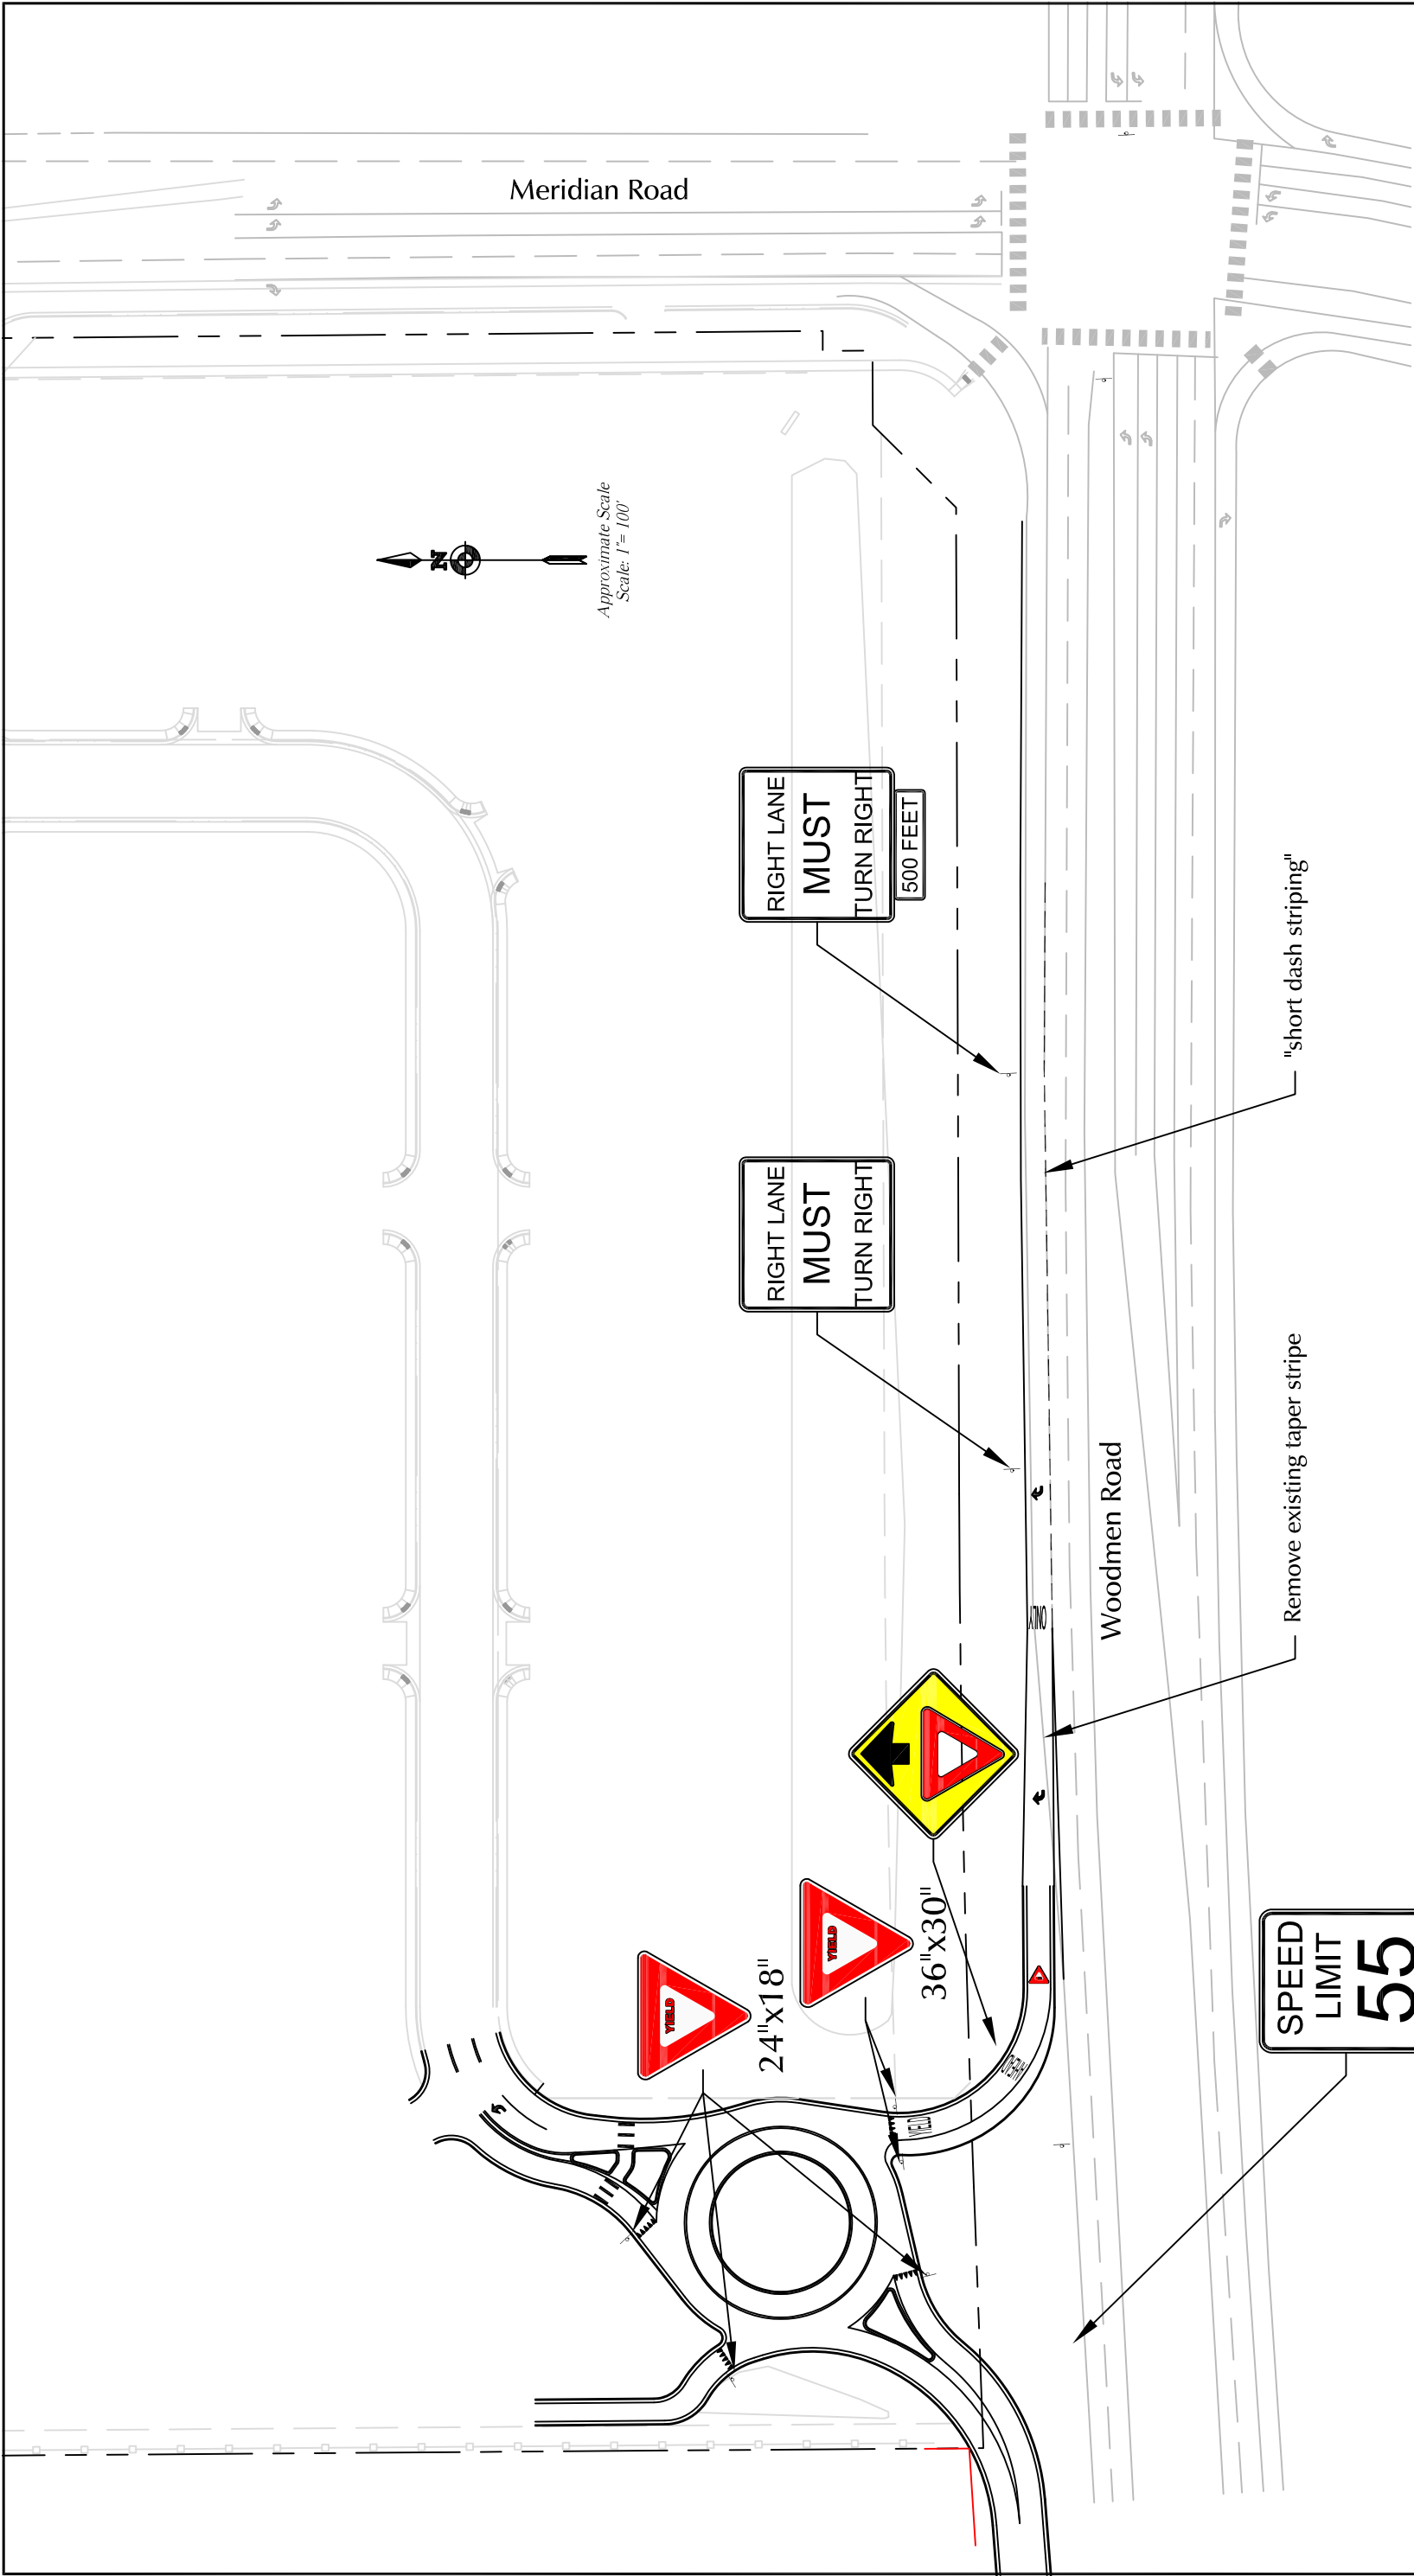 Meridian Road
N
Approximate Scale
Scale: 1"= 100'
RIGHT LANE
MUST
TURN RIGHT
500 FEET
"short dash striping"
RIGHT LANE
MUST
TURN RIGHT
Woodmen Road
Remove existing taper stripe
ONLY
36"x30"
YIELD
24"x18"
YIELD
AHEAD
YIELD
SPEED
LIMIT
55